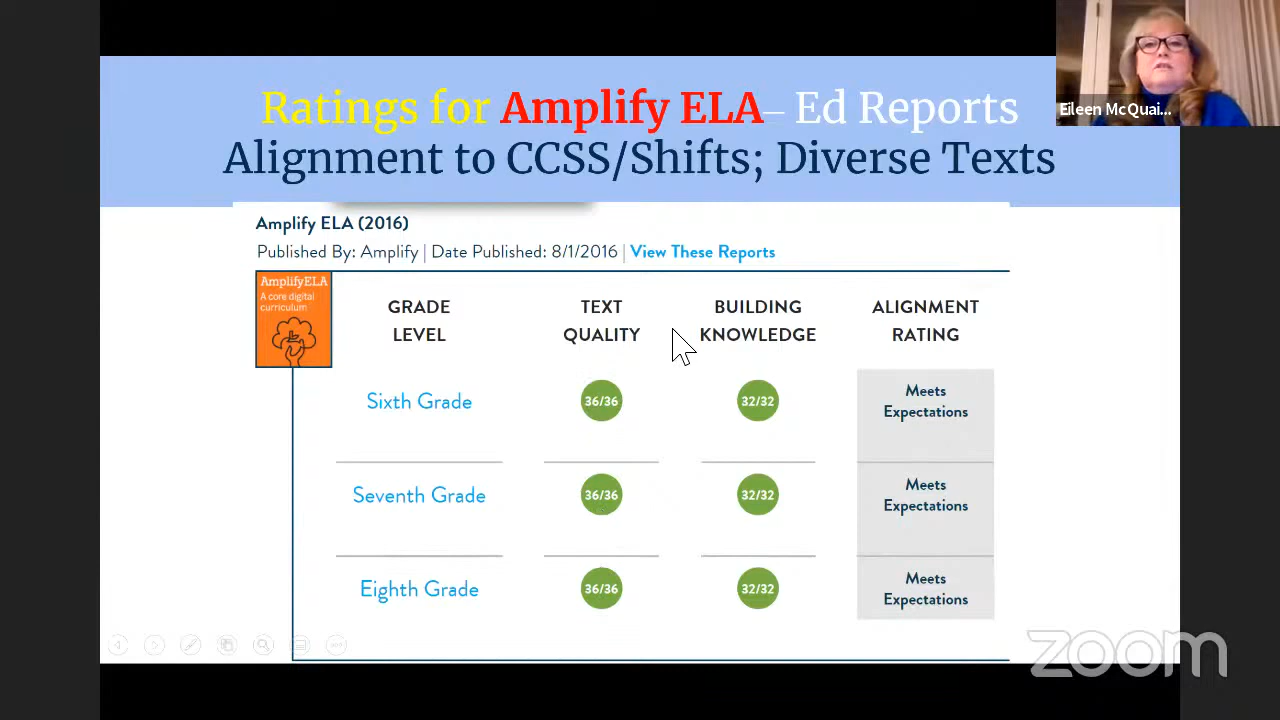 Ratings for Amplify ELA– Ed Reports
Alignment to CCSS/Shifts; Diverse Texts
Eileen McQuai...
Amplify ELA (2016)
Published By: Amplify | Date Published: 8/1/2016 | View These Reports
AmplifyELA
A core digital
curriculum
GRADE LEVEL
TEXT QUALITY
BUILDING KNOWLEDGE
ALIGNMENT RATING
Sixth Grade
36/36
32/32
Meets Expectations
Seventh Grade
36/36
32/32
Meets Expectations
Eighth Grade
36/36
32/32
Meets Expectations
zoom